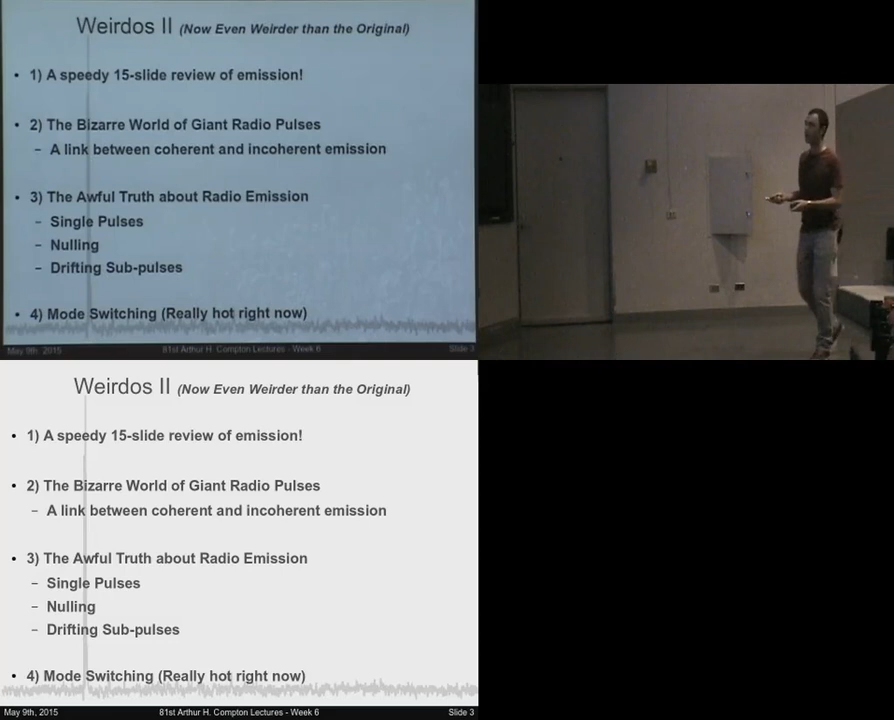 Weirdos II (Now Even Weirder than the Original)
• 1) A speedy 15-slide review of emission!
• 2) The Bizarre World of Giant Radio Pulses
– A link between coherent and incoherent emission
• 3) The Awful Truth about Radio Emission
– Single Pulses
– Nulling
– Drifting Sub-pulses
• 4) Mode Switching (Really hot right now)
May 9th, 2015 81st Arthur H. Compton Lectures - Week 6 Slide 3
Weirdos II (Now Even Weirder than the Original)
• 1) A speedy 15-slide review of emission!
• 2) The Bizarre World of Giant Radio Pulses
– A link between coherent and incoherent emission
• 3) The Awful Truth about Radio Emission
– Single Pulses
– Nulling
– Drifting Sub-pulses
• 4) Mode Switching (Really hot right now)
May 9th, 2015 81st Arthur H. Compton Lectures - Week 6 Slide 3